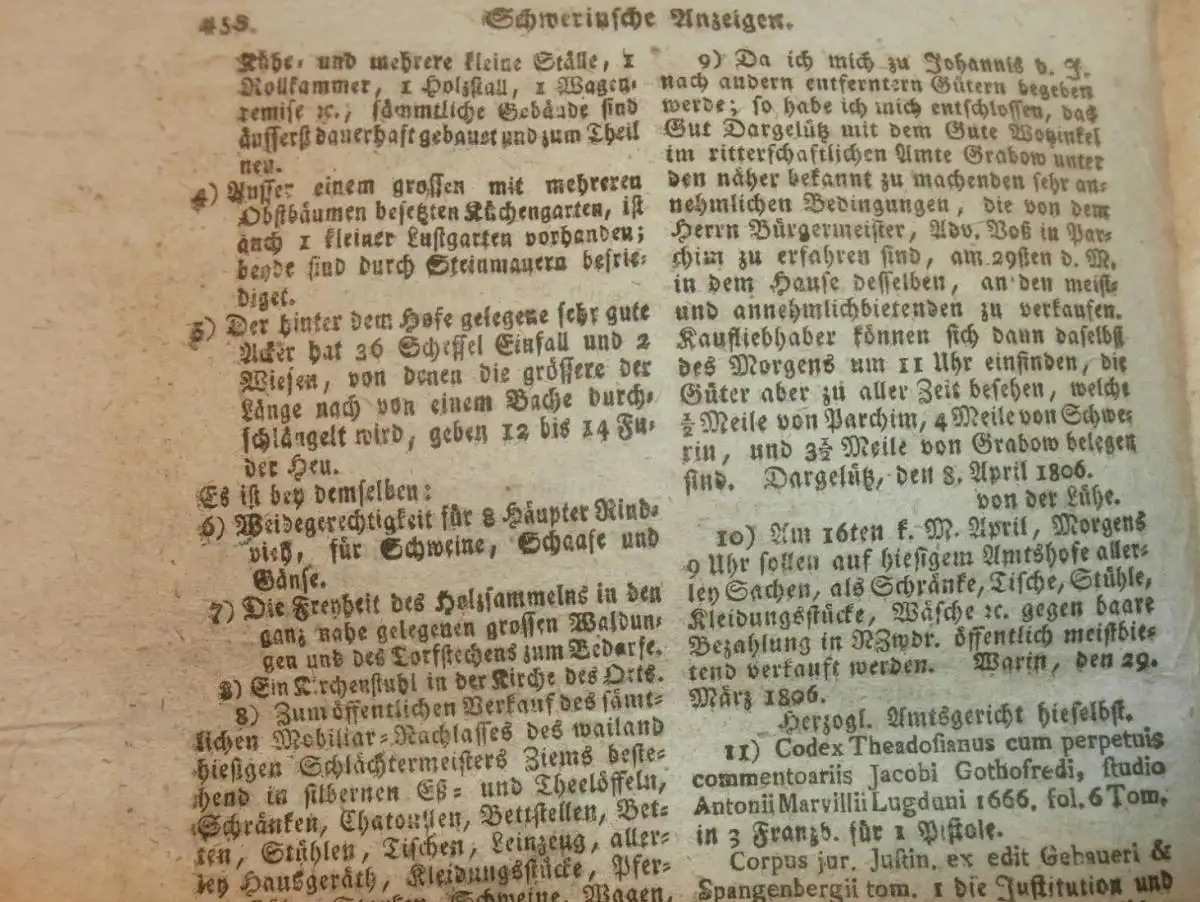 458. Schwerinsche Anzeigen.
Kühe- und mehrere kleine Ställe, 1
Rollkammer, 1 Holzstall, 1 Wagen-
remise ꝛc., sämmtliche Gebäude sind
äusserst dauerhaft gebauet und zum Theil
neu.
4) Ausser einem grossen mit mehreren
Obstbäumen besetzten Küchengarten, ist
auch 1 kleiner Lustgarten vorhanden;
beyde sind durch Steinmauern befrie-
diget.
5) Der hinter dem Hofe gelegene sehr gute
Acker hat 36 Scheffel Einfall und 2
Wiesen, von denen die grössere der
Länge nach von einem Bache durch-
schlängelt wird, geben 12 bis 14 Fu-
der Heu.
Es ist bey demselben:
6) Weidegerechtigkeit für 8 Häupter Rind-
vieh, für Schweine, Schaafe und
Gänse.
7) Die Freyheit des Holzsammelns in den
ganz nahe gelegenen grossen Waldun-
gen und des Torfstechens zum Bedarfe.
8) Ein Kirchenstuhl in der Kirche des Orts.
8) Zum öffentlichen Verkauf des sämt-
lichen Mobiliar-Nachlasses des wailand
hiesigen Schlächtermeisters Ziems beste-
hend in silbernen Eß- und Theelöffeln,
Schränken, Chatoullen, Bettstellen, Bet-
ten, Stühlen, Tischen, Leinzeug, aller-
ley Hausgeräth, Kleidungsstücke, Pfer-
Schweine, Wagen,
9) Da ich mich zu Johannis d. J.
nach andern entferntern Gütern begeben
werde; so habe ich mich entschlossen, das
Gut Dargelütz mit dem Gute Wozinkel
im ritterschaftlichen Amte Grabow unter
den näher bekannt zu machenden sehr an-
nehmlichen Bedingungen, die von dem
Herrn Bürgermeister, Adv. Voß in Par-
chim zu erfahren sind, am 29sten d. M.
in dem Hause desselben, an den meist-
und annehmlichbietenden zu verkaufen.
Kaufliebhaber können sich dann daselbst
des Morgens um 11 Uhr einfinden, die
Güter aber zu aller Zeit besehen, welche
½ Meile von Parchim, 4 Meile von Schwe-
rin, und 3½ Meile von Grabow belegen
sind. Dargelütz, den 8. April 1806.
von der Lühe.
10) Am 16ten k. M. April, Morgens
9 Uhr sollen auf hiesigem Amtshofe aller-
ley Sachen, als Schränke, Tische, Stühle,
Kleidungsstücke, Wäsche ꝛc. gegen baare
Bezahlung in NZwdr. öffentlich meistbie-
tend verkauft werden. Warin, den 29.
März 1806.
Herzogl. Amtsgericht hieselbst.
11) Codex Theadosianus cum perpetuis
commentoariis Jacobi Gothofredi, studio
Antonii Marvillii Lugduni 1666. fol. 6 Tom.
in 3 Franzb. für 1 Pistole.
Corpus jur. Justin. ex edit Gebaueri &
Spangenbergii tom. 1 die Justitution und